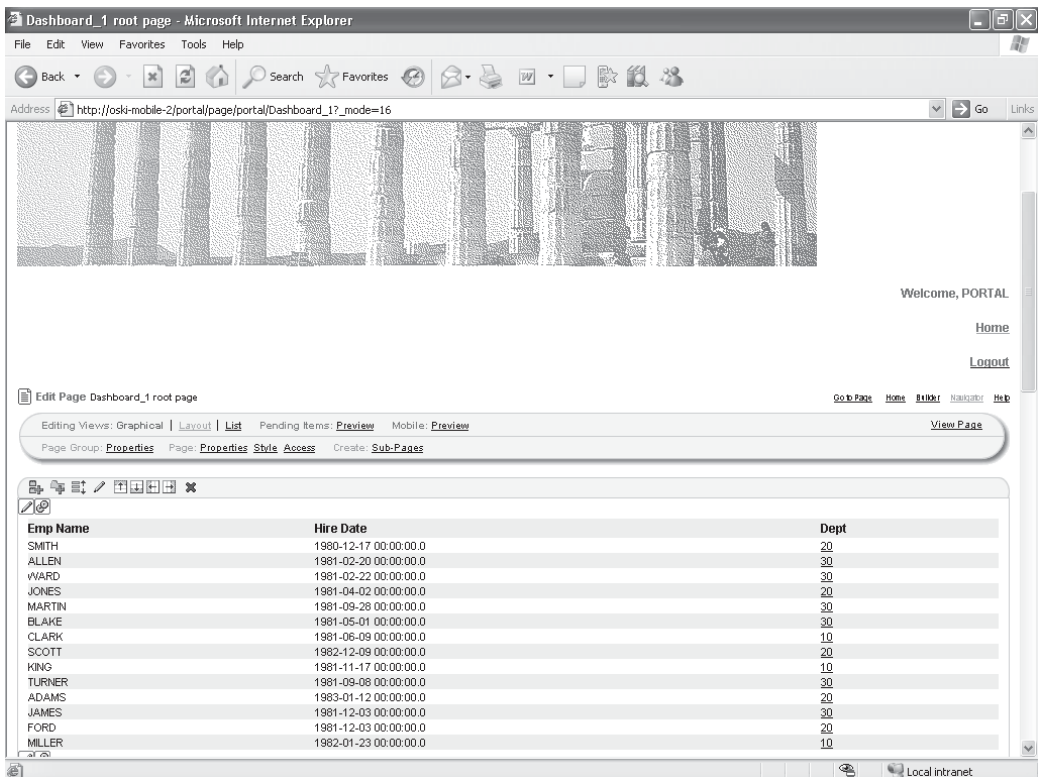 Dashboard_1 root page - Microsoft Internet Explorer
File Edit View Favorites Tools Help
Back Search Favorites
Address http://oski-mobile-2/portal/page/portal/Dashboard_1?_mode=16 Go Links
Welcome, PORTAL
Home
Logout
Edit Page Dashboard_1 root page Go to Page Home Builder Navigator Help
Editing Views: Graphical | Layout | List Pending Items: Preview Mobile: Preview View Page
Page Group: Properties Page: Properties Style Access Create: Sub-Pages
Emp Name Hire Date Dept
SMITH 1980-12-17 00:00:00.0 20
ALLEN 1981-02-20 00:00:00.0 30
WARD 1981-02-22 00:00:00.0 30
JONES 1981-04-02 00:00:00.0 20
MARTIN 1981-09-28 00:00:00.0 30
BLAKE 1981-05-01 00:00:00.0 30
CLARK 1981-06-09 00:00:00.0 10
SCOTT 1982-12-09 00:00:00.0 20
KING 1981-11-17 00:00:00.0 10
TURNER 1981-09-08 00:00:00.0 30
ADAMS 1983-01-12 00:00:00.0 20
JAMES 1981-12-03 00:00:00.0 30
FORD 1981-12-03 00:00:00.0 20
MILLER 1982-01-23 00:00:00.0 10
Local intranet